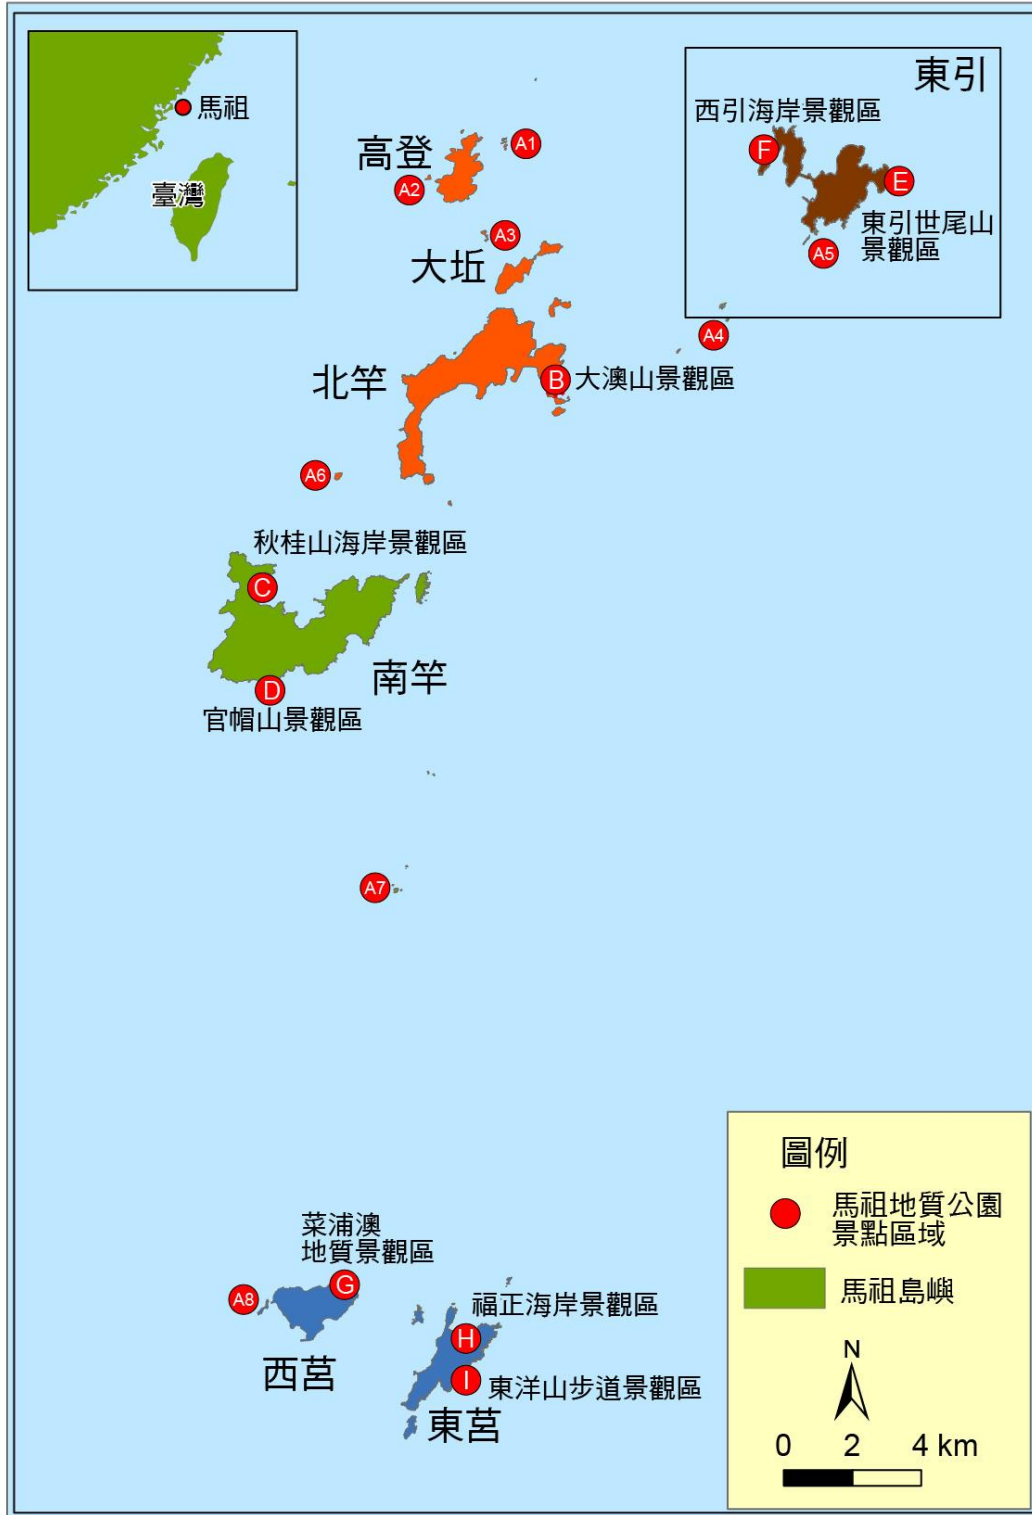 馬祖
臺灣
東引
西引海岸景觀區
F
E
東引世尾山
景觀區
A5
高登
A1
A2
A3
大坵
A4
北竿
B
大澳山景觀區
A6
秋桂山海岸景觀區
C
南竿
D
官帽山景觀區
A7
菜浦澳
地質景觀區
G
A8
西莒
福正海岸景觀區
H
I
東洋山步道景觀區
東莒
圖例
馬祖地質公園
景點區域
馬祖島嶼
N
0 2 4 km